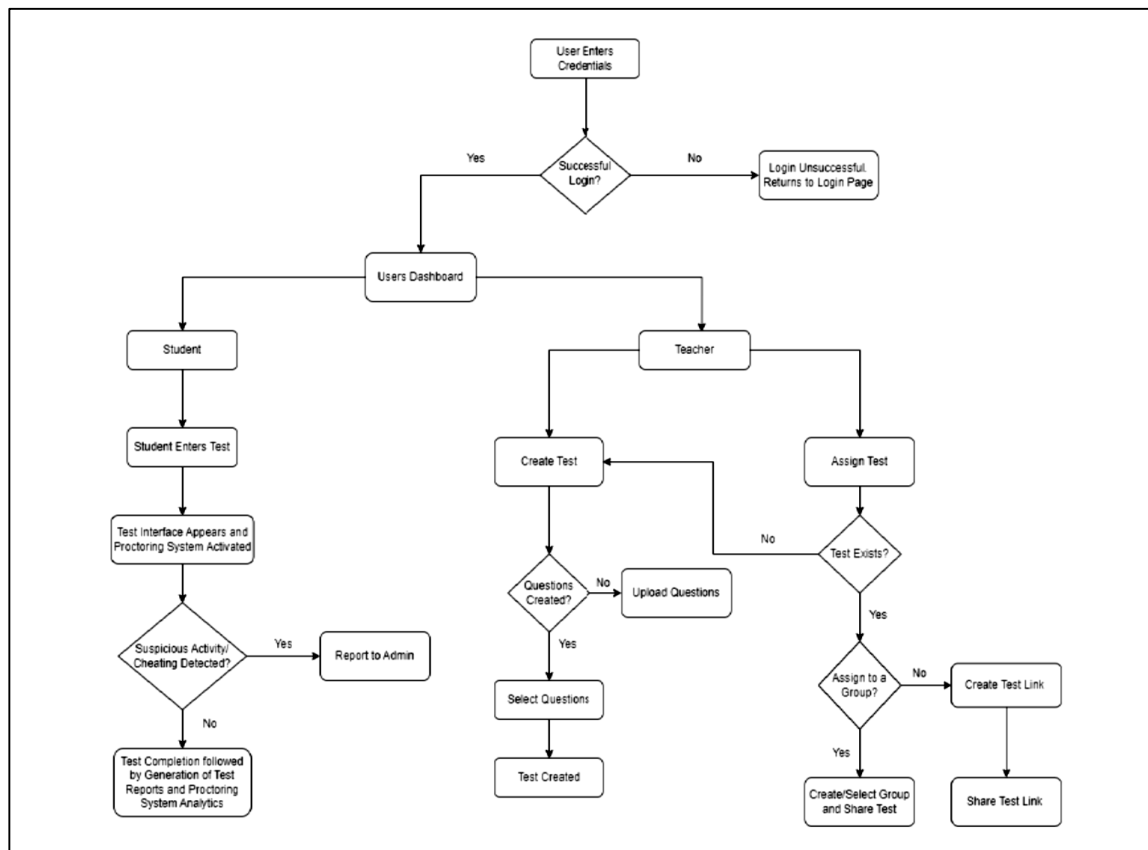 User Enters
Credentials
Yes
Successful
Login?
No
Login Unsuccessful.
Returns to Login Page
Users Dashboard
Student
Teacher
Student Enters Test
Create Test
Assign Test
Test Interface Appears and
Proctoring System Activated
No
Test Exists?
Questions
Created?
No
Upload Questions
Yes
Suspicious Activity/
Cheating Detected?
Yes
Report to Admin
Yes
Assign to a
Group?
No
Create Test Link
Select Questions
No
Yes
Test Completion followed
by Generation of Test
Reports and Proctoring
System Analytics
Test Created
Create/Select Group
and Share Test
Share Test Link